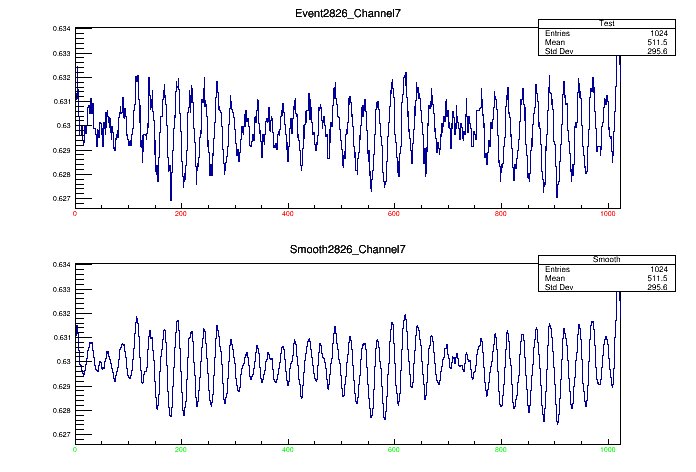 Event2826_Channel7
Test
Entries 1024
Mean 511.5
Std Dev 295.6
0.634
0.633
0.632
0.631
0.63
0.629
0.628
0.627
0 200 400 600 800 1000
Smooth2826_Channel7
Smooth
Entries 1024
Mean 511.5
Std Dev 295.6
0.634
0.633
0.632
0.631
0.63
0.629
0.628
0.627
0 200 400 600 800 1000